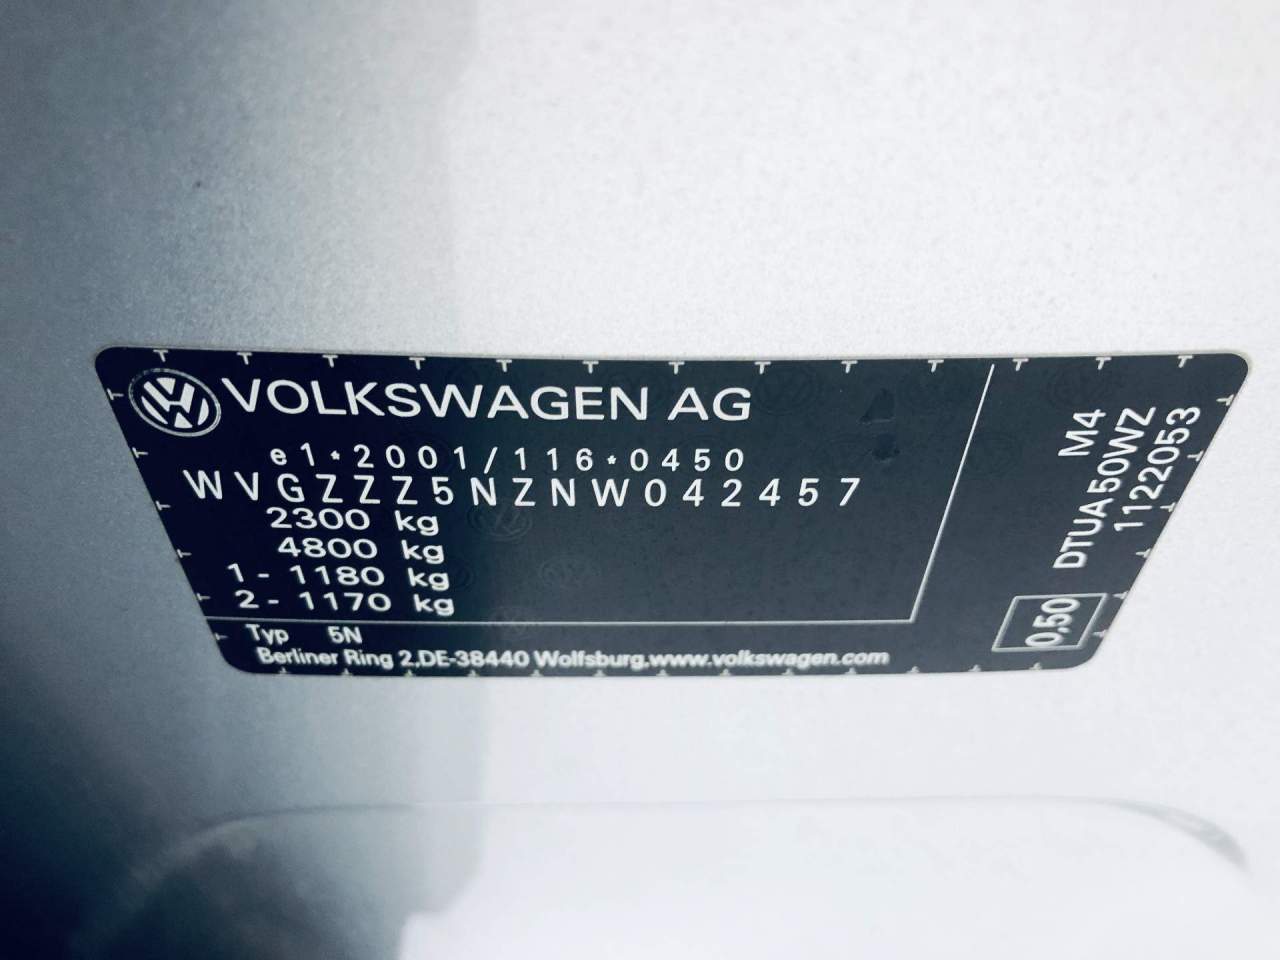 VOLKSWAGEN AG
e1*2001/116*0450
WVGZZZ5NZNW042457
2300 kg
4800 kg
1- 1180 kg
2- 1170 kg
Typ 5N
Berliner Ring 2,DE-38440 Wolfsburg,www.volkswagen.com
M4
DTUA50WZ
1122053
0,50